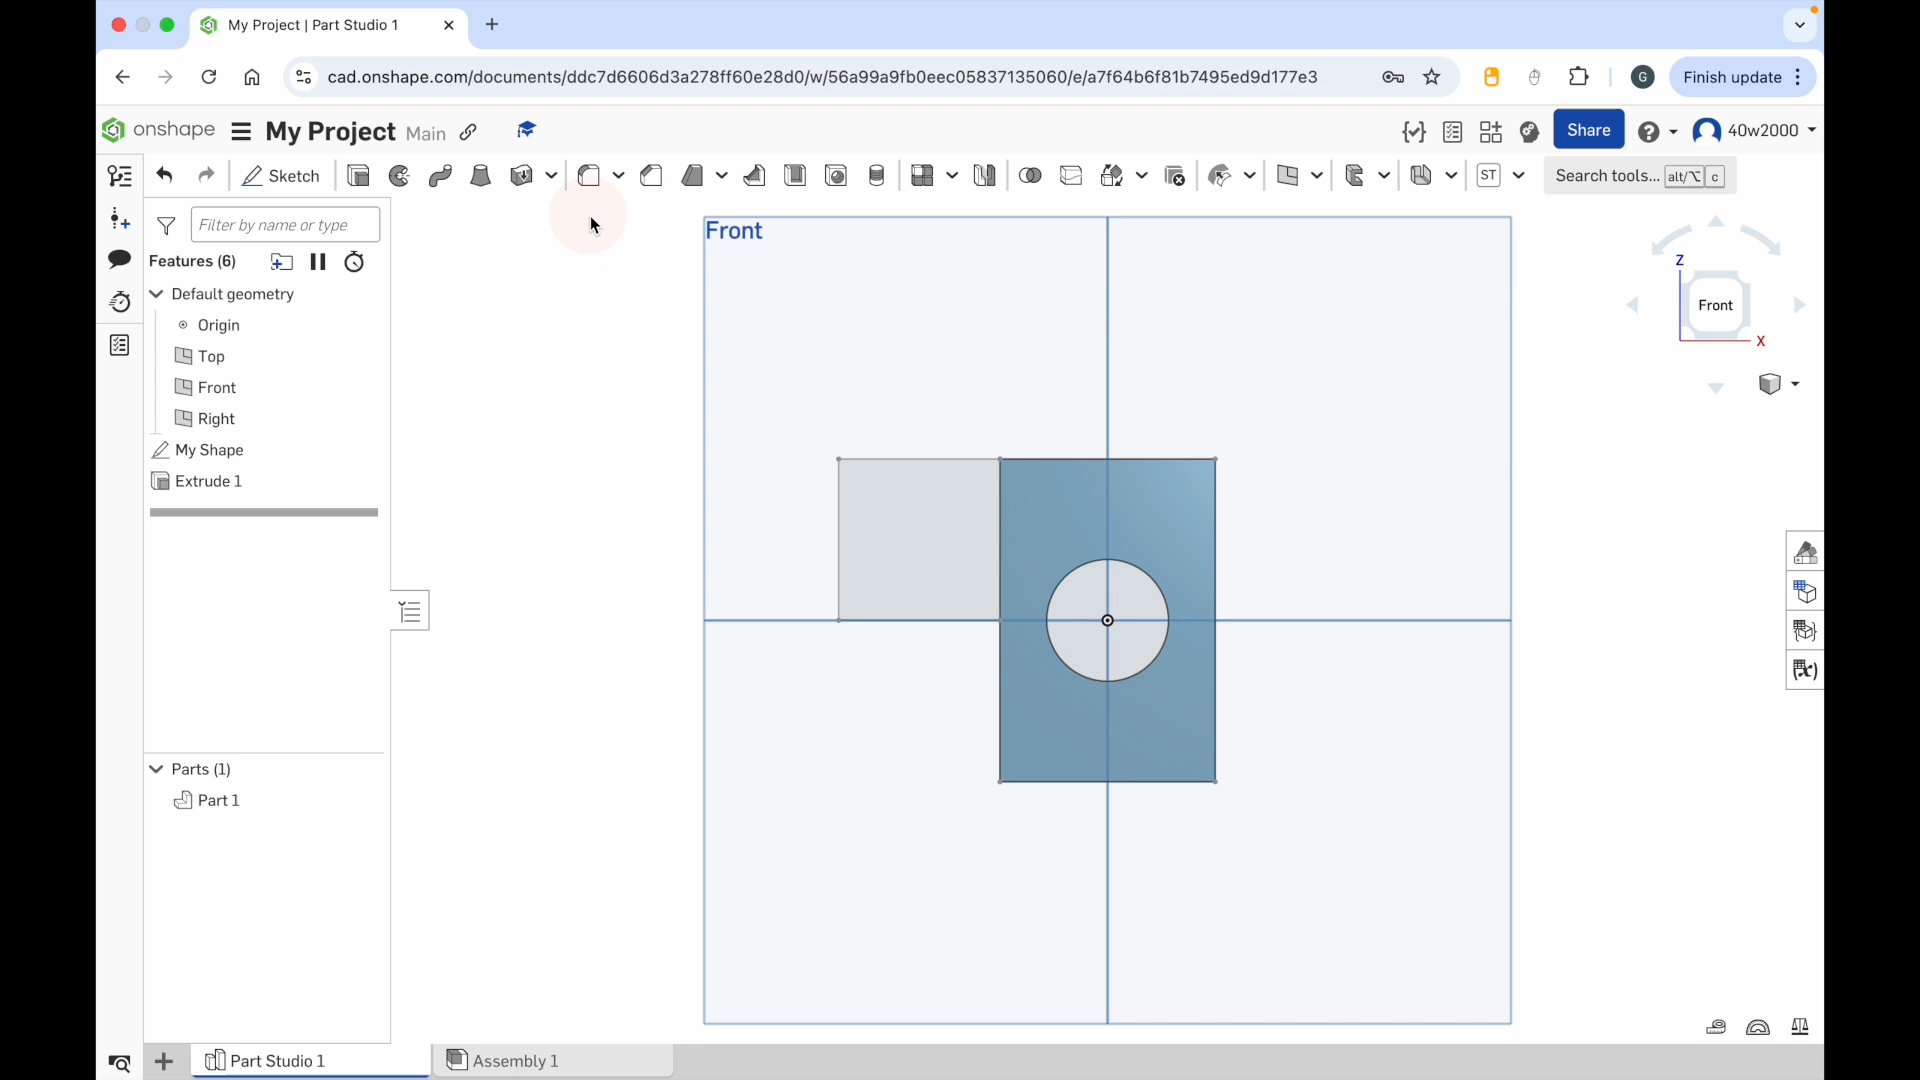 My Project | Part Studio 1
cad.onshape.com/documents/ddc7d6606d3a278ff60e28d0/w/56a99a9fb0eec05837135060/e/a7f64b6f81b7495ed9d177e3
G
Finish update
onshape
My Project Main
Share
40w2000
Sketch
ST
Search tools... alt/⌥ c
Filter by name or type
Features (6)
Default geometry
Origin
Top
Front
Right
My Shape
Extrude 1
Parts (1)
Part 1
Front
Z
Front
X
Part Studio 1
Assembly 1